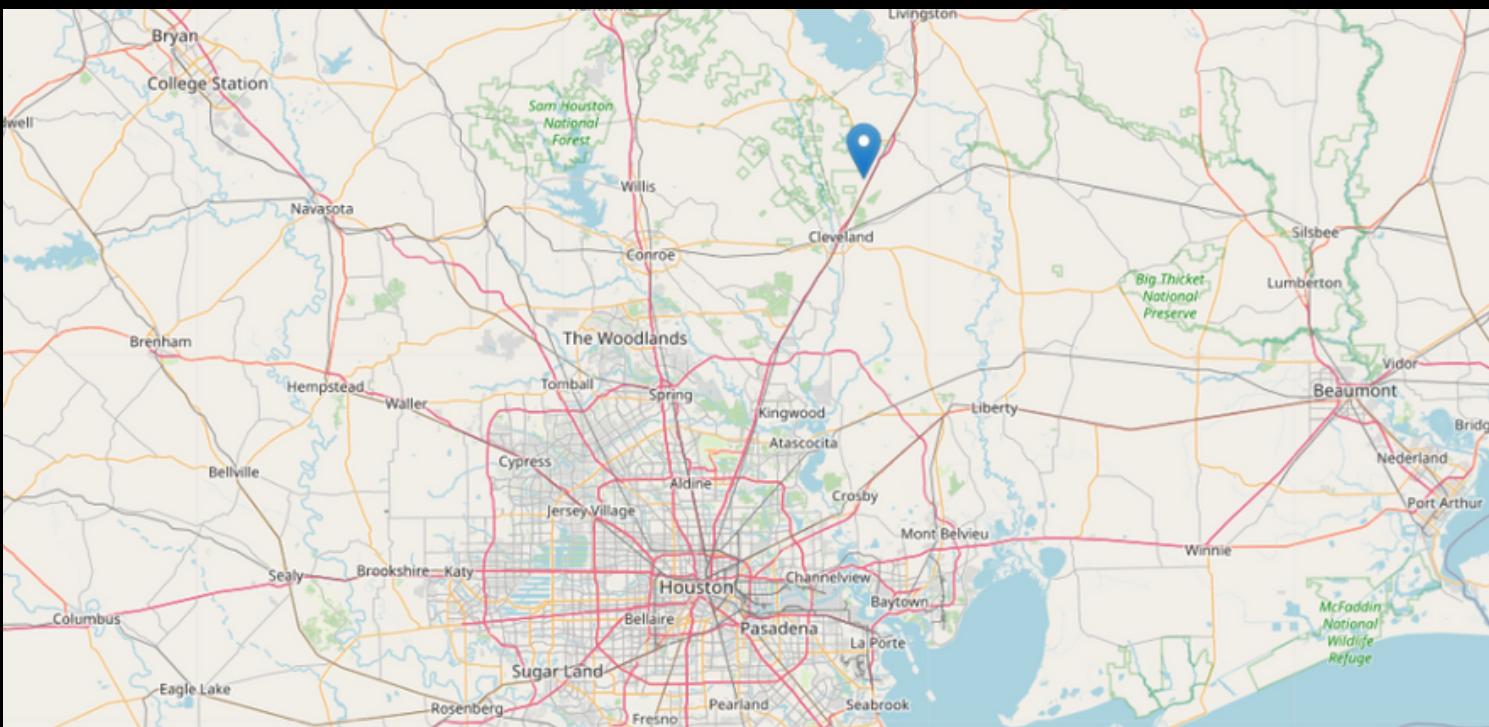 Livingston
Bryan
College Station
Sam Houston
National
Forest
dwell
Willis
Navasota
Silsbee
Cleveland
Conroe
Big Thicket
National
Preserve
Lumberton
The Woodlands
Brenham
Vidor
Hempstead
Tomball
Spring
Beaumont
Waller
Kingwood
Liberty
Bridg
Atascocita
Cypress
Nederland
Bellville
Aldine
Crosby
Port Arthur
Jersey Village
Mont Belvieu
Winnie
Sealy
Brookshire
Katy
Houston
Channelview
Baytown
Columbus
Bellaire
Pasadena
McFaddin
National
Wildlife
Refuge
La Porte
Sugar Land
Eagle Lake
Rosenberg
Pearland
Seabrook
Fresno